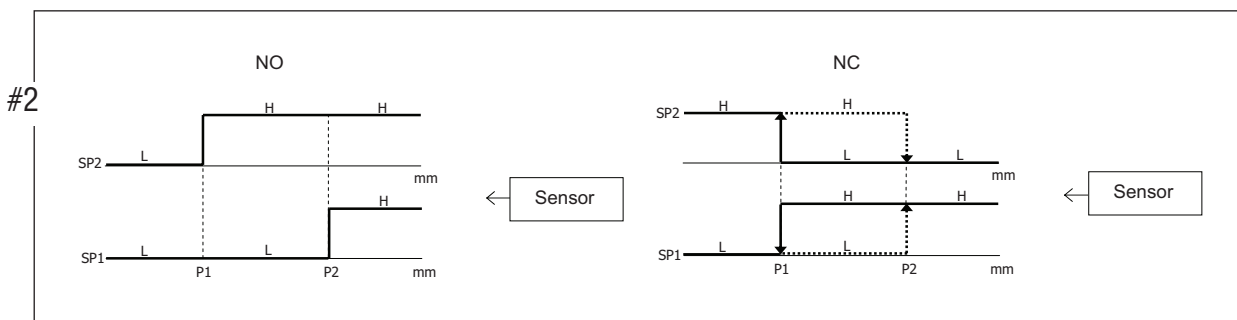 #2
NO
SP2 L H H
mm
SP1 L L H
P1 P2 mm
Sensor
NC
SP2 H H
L L
mm
H H
SP1 L L
P1 P2 mm
Sensor